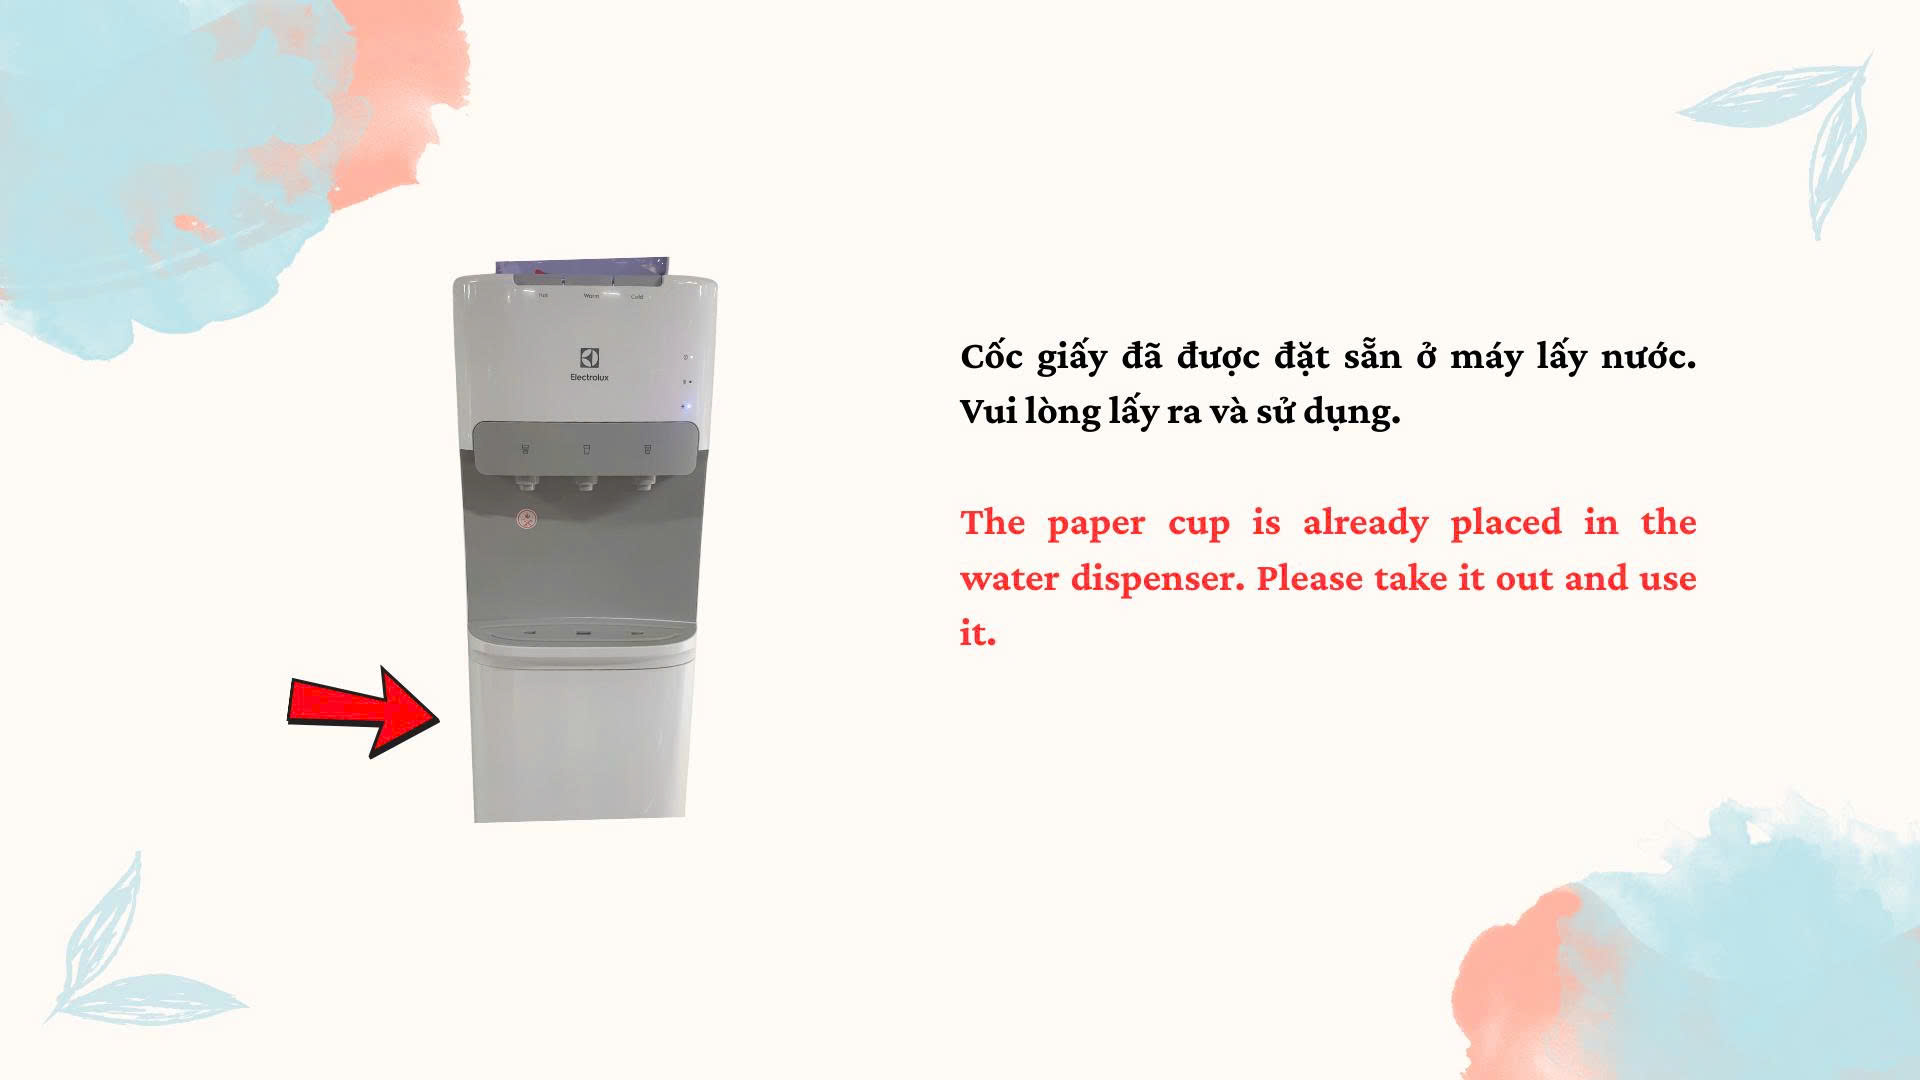 Hot Warm Cold
Electrolux
Cốc giấy đã được đặt sẵn ở máy lấy nước.
Vui lòng lấy ra và sử dụng.
The paper cup is already placed in the
water dispenser. Please take it out and use
it.